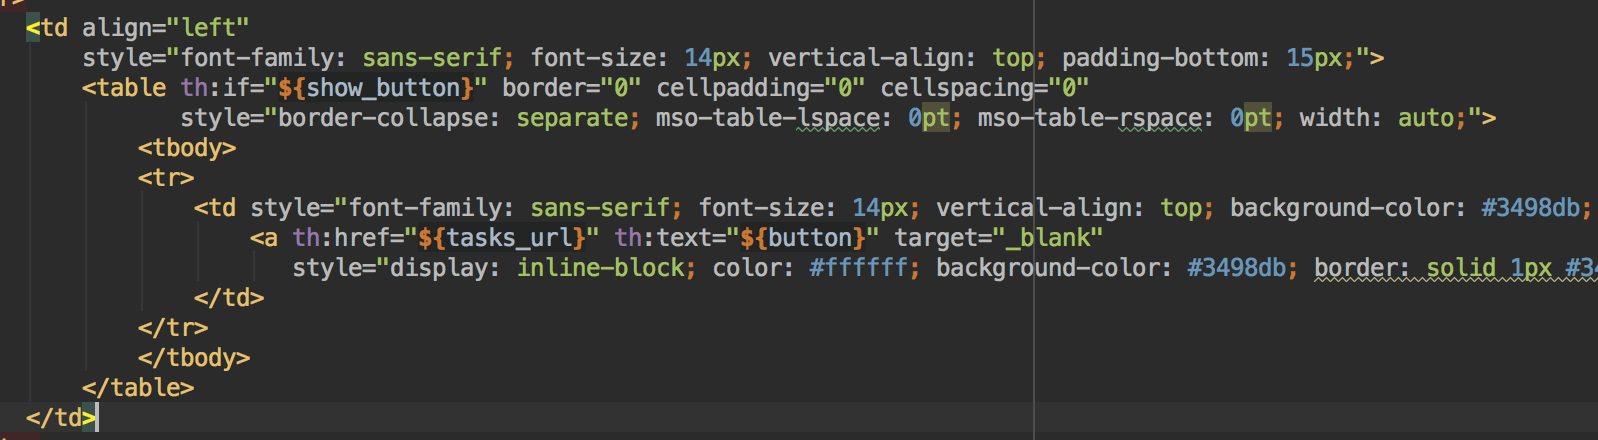 <td align="left"
style="font-family: sans-serif; font-size: 14px; vertical-align: top; padding-bottom: 15px;">
<table th:if="${show_button}" border="0" cellpadding="0" cellspacing="0"
style="border-collapse: separate; mso-table-lspace: 0pt; mso-table-rspace: 0pt; width: auto;">
<tbody>
<tr>
<td style="font-family: sans-serif; font-size: 14px; vertical-align: top; background-color: #3498db;
<a th:href="${tasks_url}" th:text="${button}" target="_blank"
style="display: inline-block; color: #ffffff; background-color: #3498db; border: solid 1px #34
</td>
</tr>
</tbody>
</table>
</td>